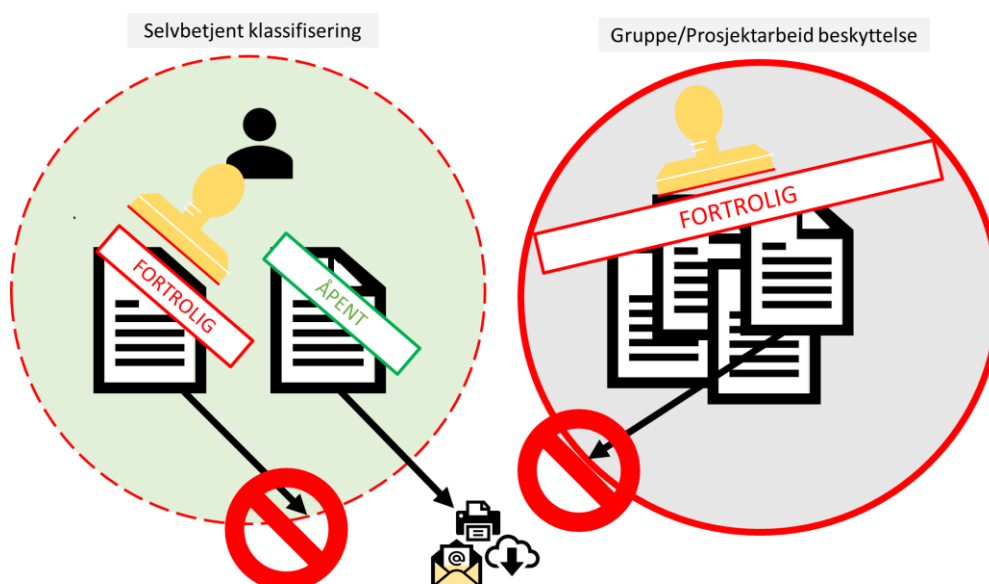 Selvbetjent klassifisering
Gruppe/Prosjektarbeid beskyttelse
FORTROLIG
ÅPENT
FORTROLIG
@